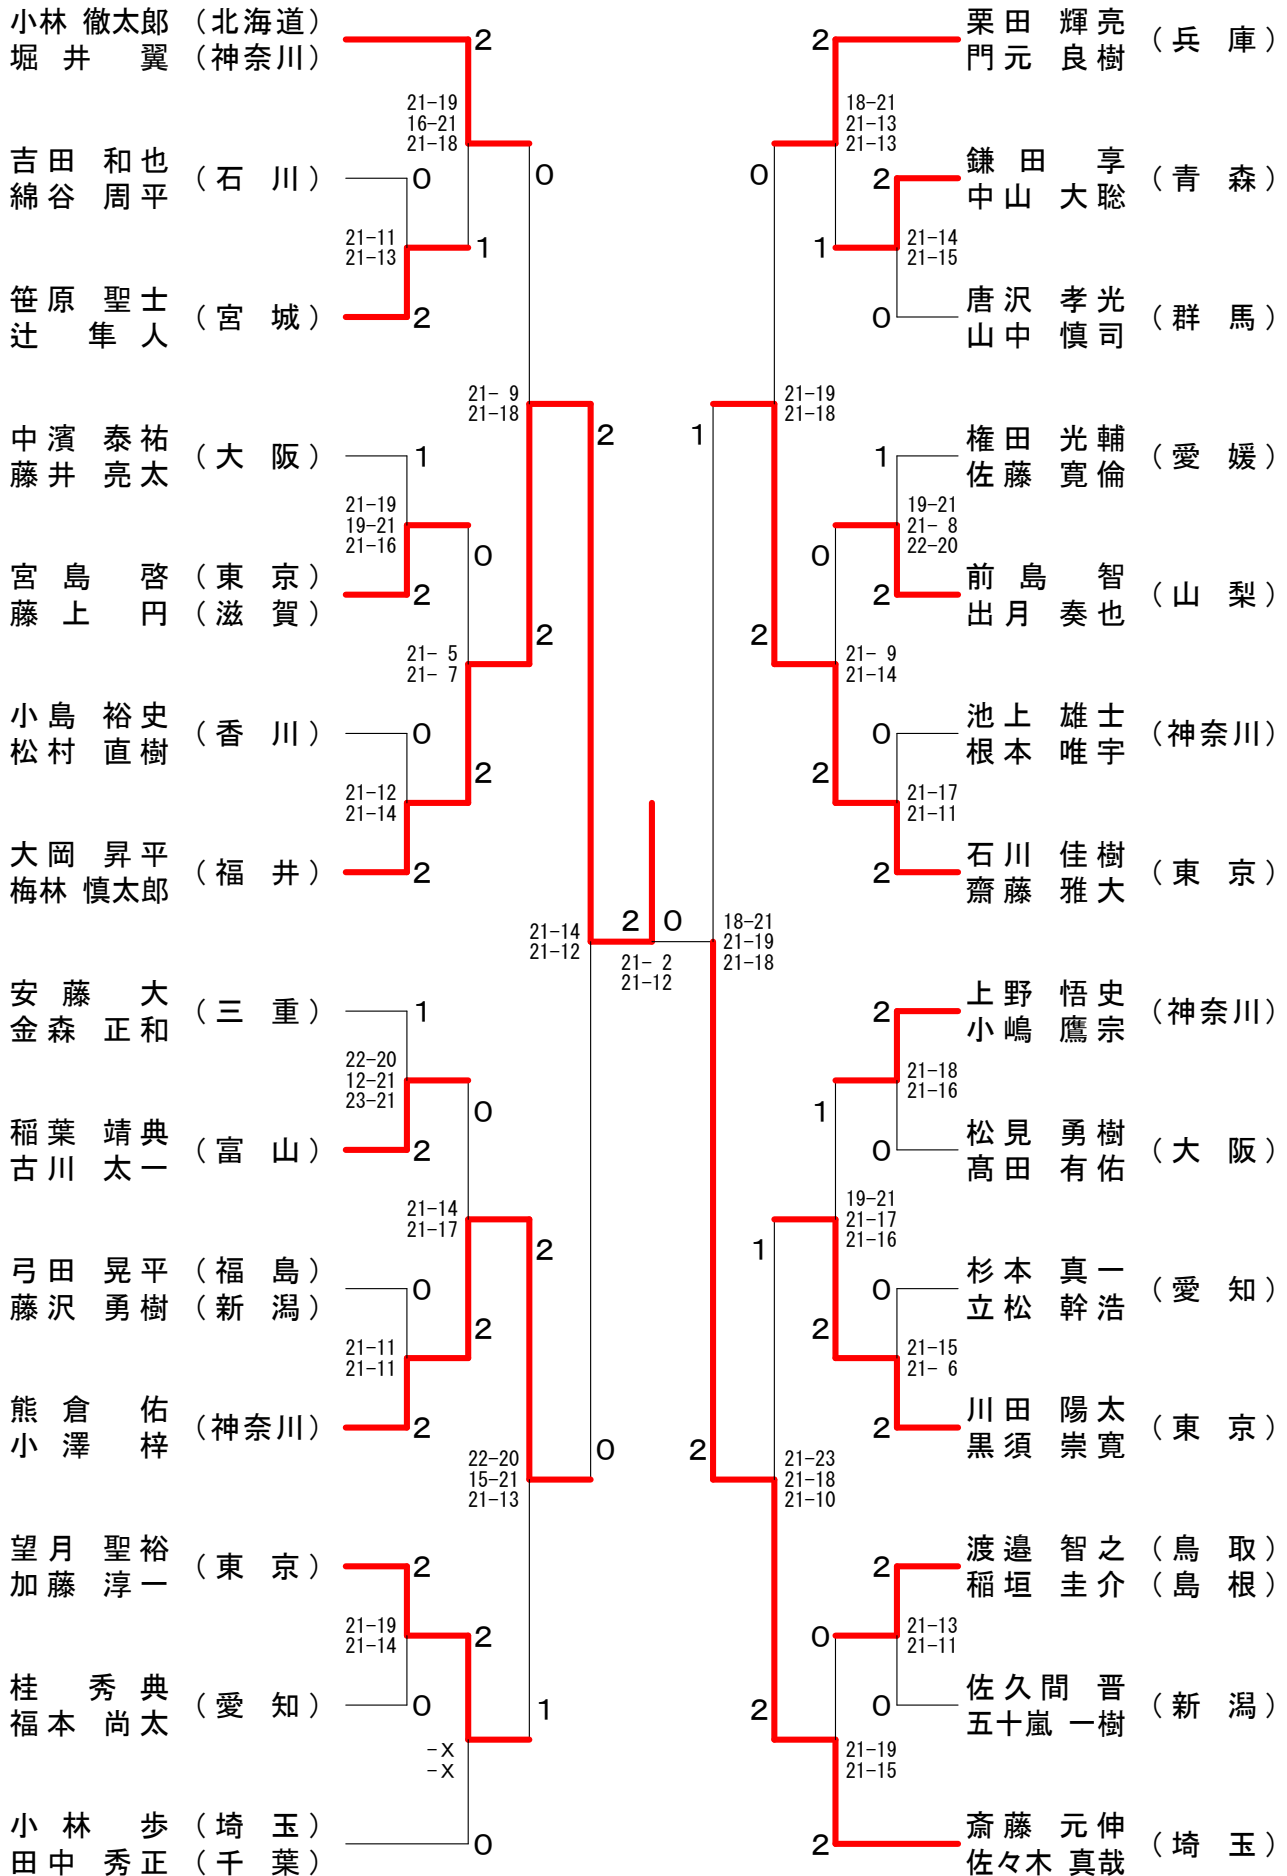 小林 徹太郎 （北海道）
堀井 翼 （神奈川）
2
21-19
16-21
21-18
吉田 和也
綿谷 周平
（石川）
0
0
21-11
21-13
1
笹原 聖士
辻 隼人
（宮城）
2
21- 9
21-18
2
中濱 泰祐
藤井 亮太
（大阪）
1
21-19
19-21
21-16
0
宮島 啓 （東京）
藤上 円 （滋賀）
2
2
21- 5
21- 7
小島 裕史
松村 直樹
（香川）
0
2
21-12
21-14
大岡 昇平
梅林 慎太郎
（福井）
2
21-14
21-12
2 0
21- 2
21-12
安藤 大
金森 正和
（三重）
1
22-20
12-21
23-21
0
稲葉 靖典
古川 太一
（富山）
2
21-14
21-17
2
弓田 晃平 （福島）
藤沢 勇樹 （新潟）
0
2
21-11
21-11
熊倉 佑
小澤 梓
（神奈川）
2
22-20
15-21
21-13
0
望月 聖裕
加藤 淳一
（東京）
2
21-19
21-14
2
桂 秀典
福本 尚太
（愛知）
0
1
-X
-X
小林 歩 （埼玉）
田中 秀正 （千葉）
0
2
栗田 輝亮
門元 良樹
（兵庫）
18-21
21-13
21-13
0
2
鎌田 享
中山 大聡
（青森）
1
21-14
21-15
0
唐沢 孝光
山中 慎司
（群馬）
21-19
21-18
1
1
権田 光輔
佐藤 寛倫
（愛媛）
19-21
21- 8
22-20
0
2
前島 智
出月 奏也
（山梨）
2
21- 9
21-14
0
池上 雄士
根本 唯宇
（神奈川）
2
21-17
21-11
2
石川 佳樹
齋藤 雅大
（東京）
18-21
21-19
21-18
2
上野 悟史
小嶋 鷹宗
（神奈川）
21-18
21-16
1
0
松見 勇樹
髙田 有佑
（大阪）
19-21
21-17
21-16
1
0
杉本 真一
立松 幹浩
（愛知）
2
21-15
21- 6
2
川田 陽太
黒須 崇寛
（東京）
2
21-23
21-18
21-10
2
渡邉 智之 （鳥取）
稲垣 圭介 （島根）
0
21-13
21-11
2
0
佐久間 晋
五十嵐 一樹
（新潟）
21-19
21-15
2
斎藤 元伸
佐々木 真哉
（埼玉）